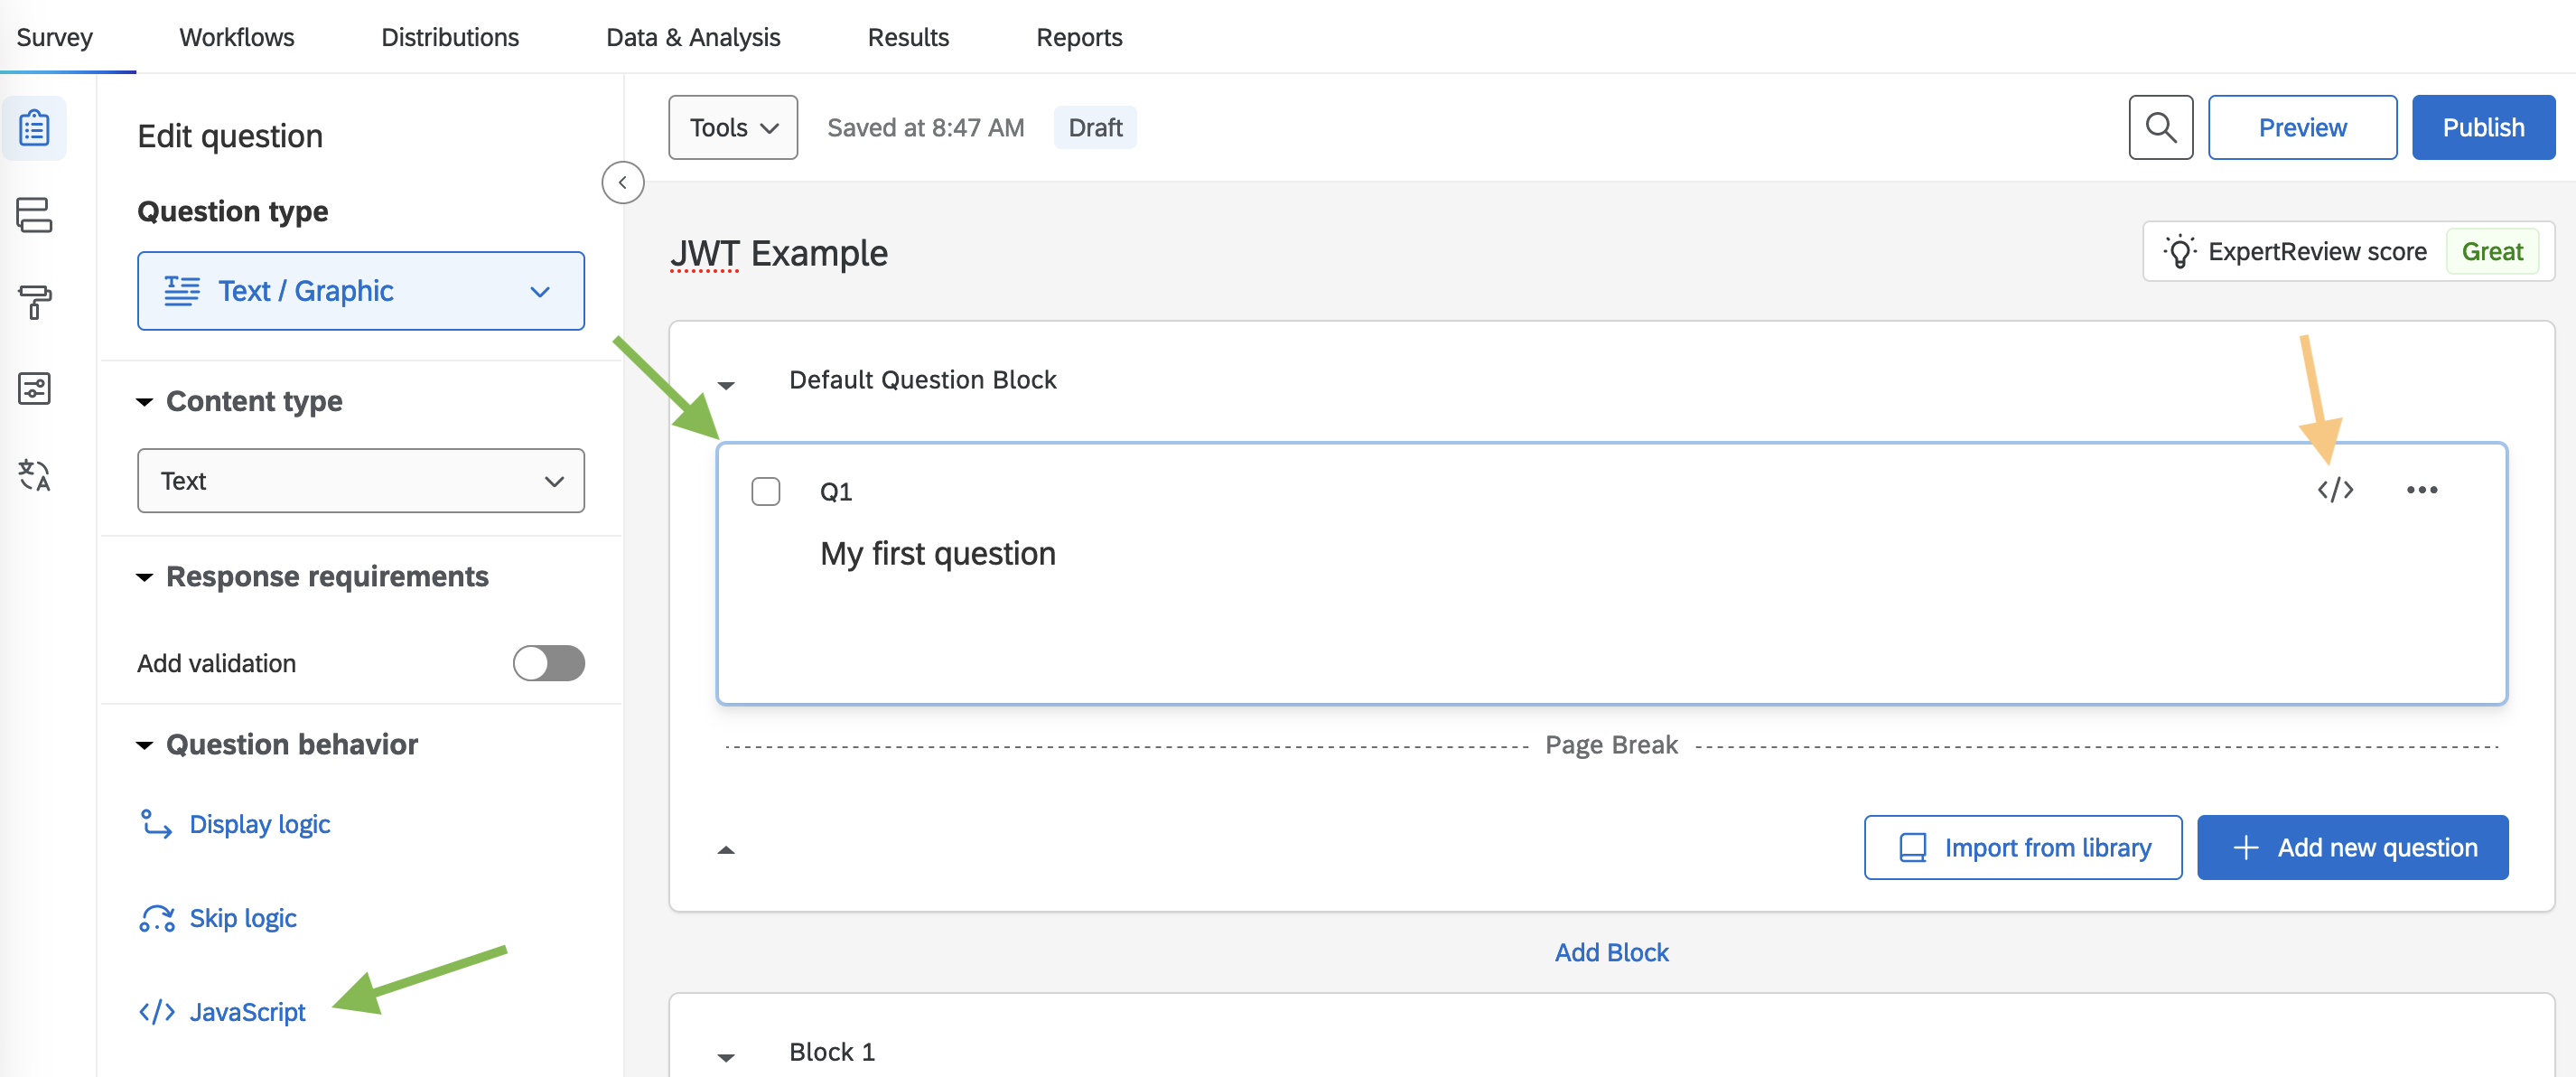 Survey Workflows Distributions Data & Analysis Results Reports
Edit question
Question type
Text / Graphic
Content type
Text
Response requirements
Add validation
Question behavior
Display logic
Skip logic
</> JavaScript
Tools Saved at 8:47 AM Draft Preview Publish
JWT Example
ExpertReview score Great
Default Question Block
Q1
</> •••
My first question
Page Break
Import from library + Add new question
Add Block
Block 1